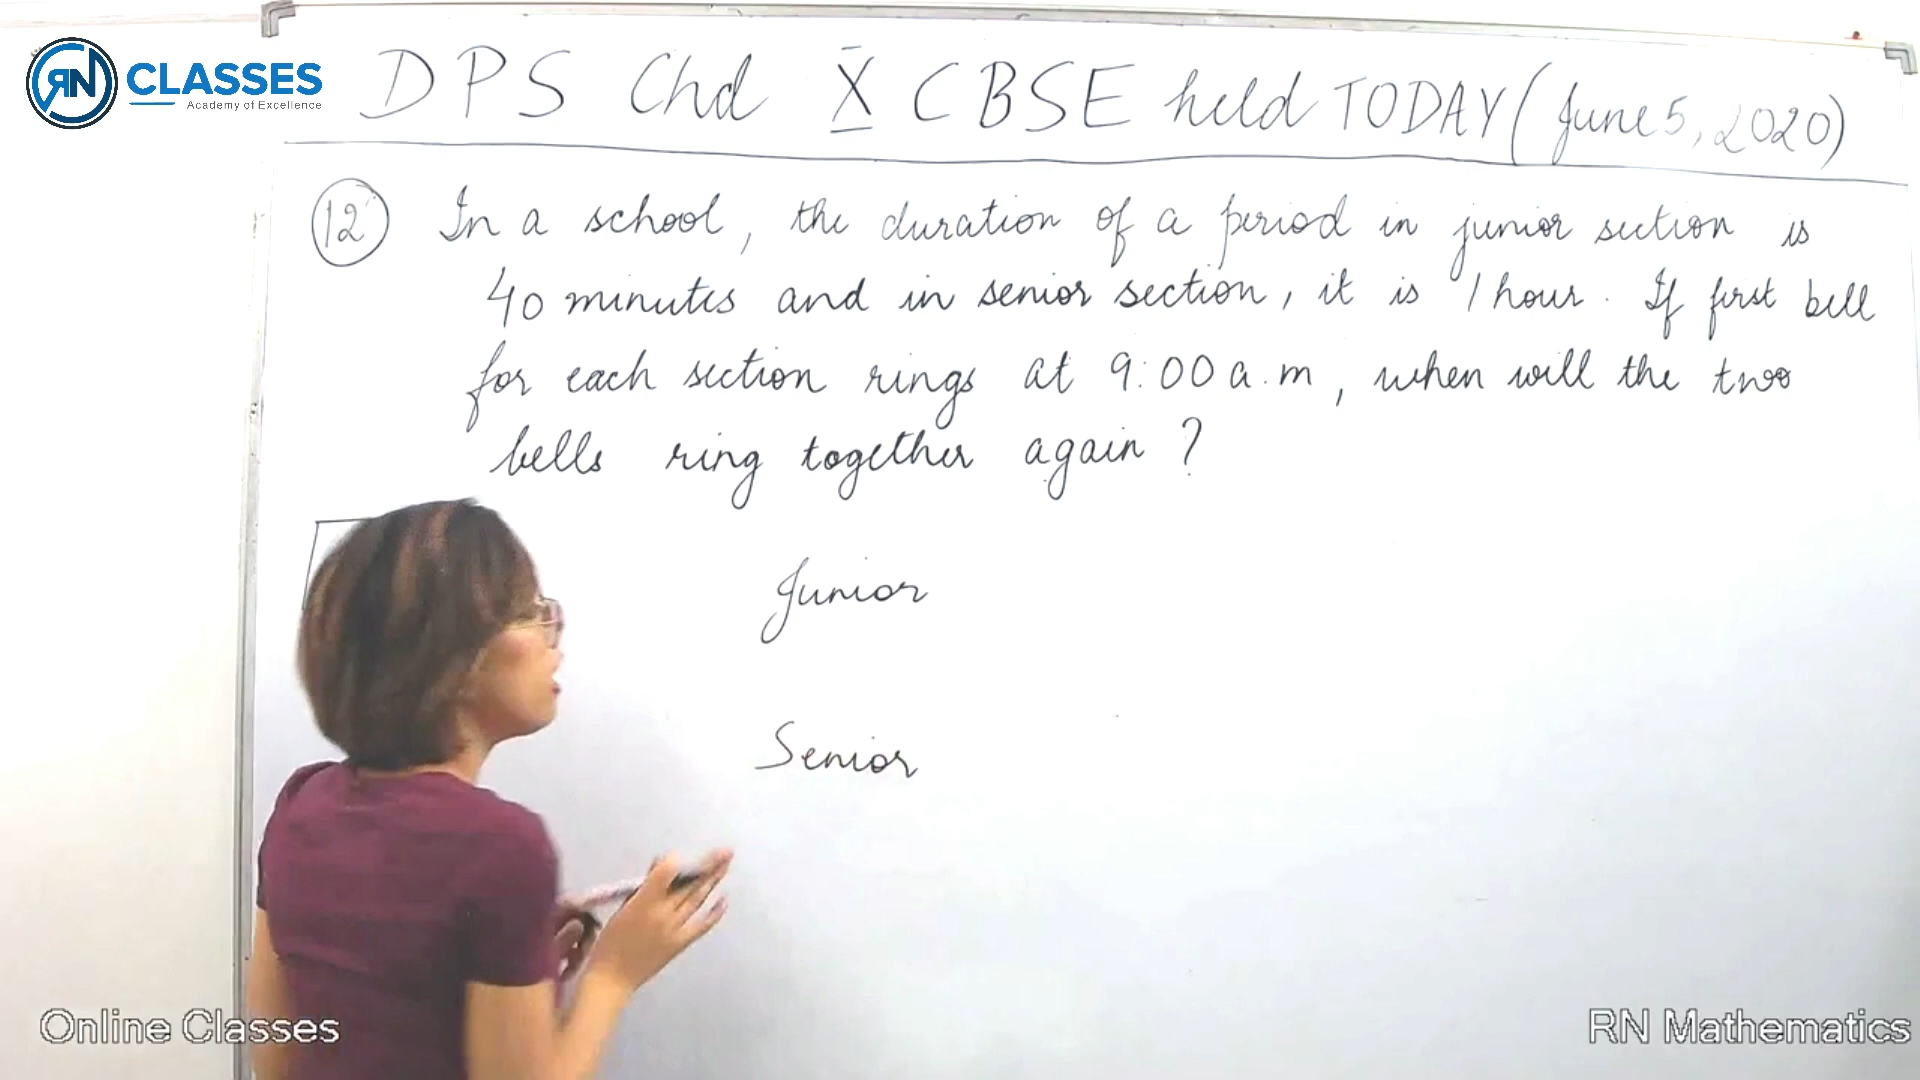 RN CLASSES
Academy of Excellence
DPS Chd X CBSE held TODAY (June 5, 2020)
12 In a school, the duration of a period in junior section is
40 minutes and in senior section, it is 1 hour. If first bell
for each section rings at 9:00 a.m, when will the two
bells ring together again?
Junior
Senior
Online Classes
RN Mathematics